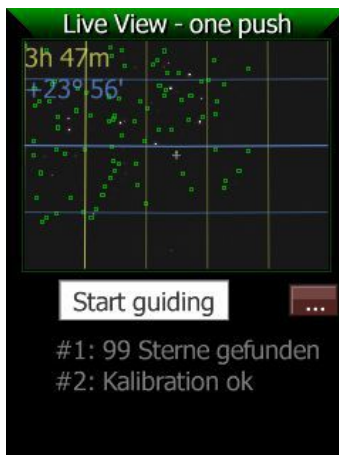 Live View - one push
3h 47m
+23° 56'
Start guiding
...
#1: 99 Sterne gefunden
#2: Kalibration ok